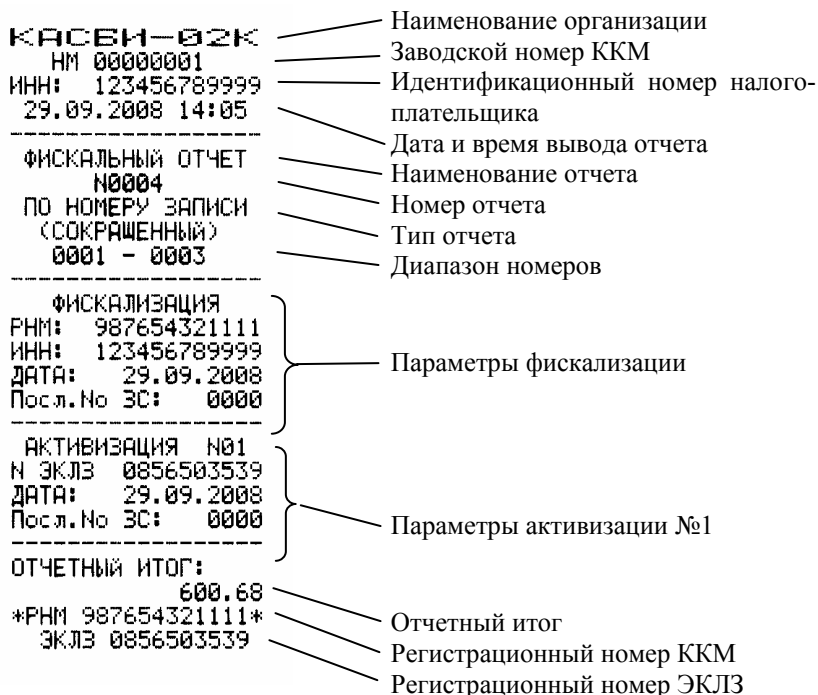 КАСБИ-02К
НМ 00000001
ИНН: 123456789999
29.09.2008 14:05
ФИСКАЛЬНЫЙ ОТЧЕТ
N0004
ПО НОМЕРУ ЗАПИСИ
(СОКРАЩЕННЫЙ)
0001 - 0003
ФИСКАЛИЗАЦИЯ
РНМ: 987654321111
ИНН: 123456789999
ДАТА: 29.09.2008
Посл.No ЗС: 0000
АКТИВИЗАЦИЯ N01
N ЭКЛЗ 0856503539
ДАТА: 29.09.2008
Посл.No ЗС: 0000
ОТЧЕТНЫЙ ИТОГ:
600.68
*РНМ 987654321111*
ЭКЛЗ 0856503539
Наименование организации
Заводской номер ККМ
Идентификационный номер налого-
плательщика
Дата и время вывода отчета
Наименование отчета
Номер отчета
Тип отчета
Диапазон номеров
Параметры фискализации
Параметры активизации №1
Отчетный итог
Регистрационный номер ККМ
Регистрационный номер ЭКЛЗ